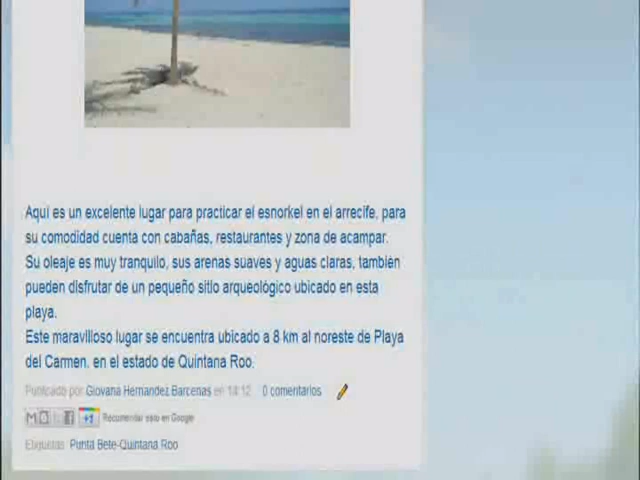 Aqui es un excelente lugar para practicar el esnorkel en el arrecife, para
su comodidad cuenta con cabañas, restaurantes y zona de acampar.
Su oleaje es muy tranquilo, sus arenas suaves y aguas claras, también
pueden disfrutar de un pequeño sitio arqueológico ubicado en esta
playa.
Este maravilloso lugar se encuentra ubicado a 8 km al noreste de Playa
del Carmen. en el estado de Quintana Roo.
Publicado por Giovana Hernandez Barcenas en 14:12 0 comentarios
+1 Recomendar esto en Google
Etiquetas: Punta Bete-Quintana Roo